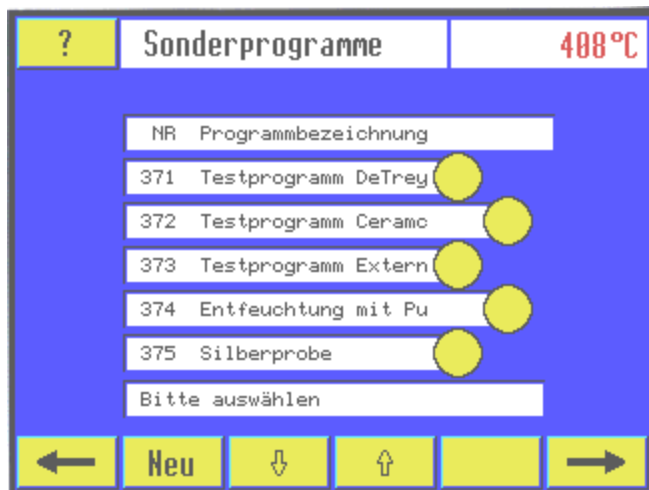 ?
Sonderprogramme
408°C
NR Programmbezeichnung
371 Testprogramm DeTrey
372 Testprogramm Ceramc
373 Testprogramm Extern
374 Entfeuchtung mit Pu
375 Silberprobe
Bitte auswählen
Neu